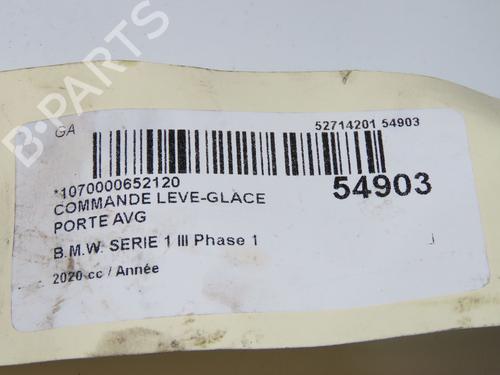 B-PARTS
GA
52714201 54903
*1070000652120
54903
COMMANDE LEVE-GLACE
PORTE AVG
B.M.W. SERIE 1 III Phase 1
2020 cc / Année